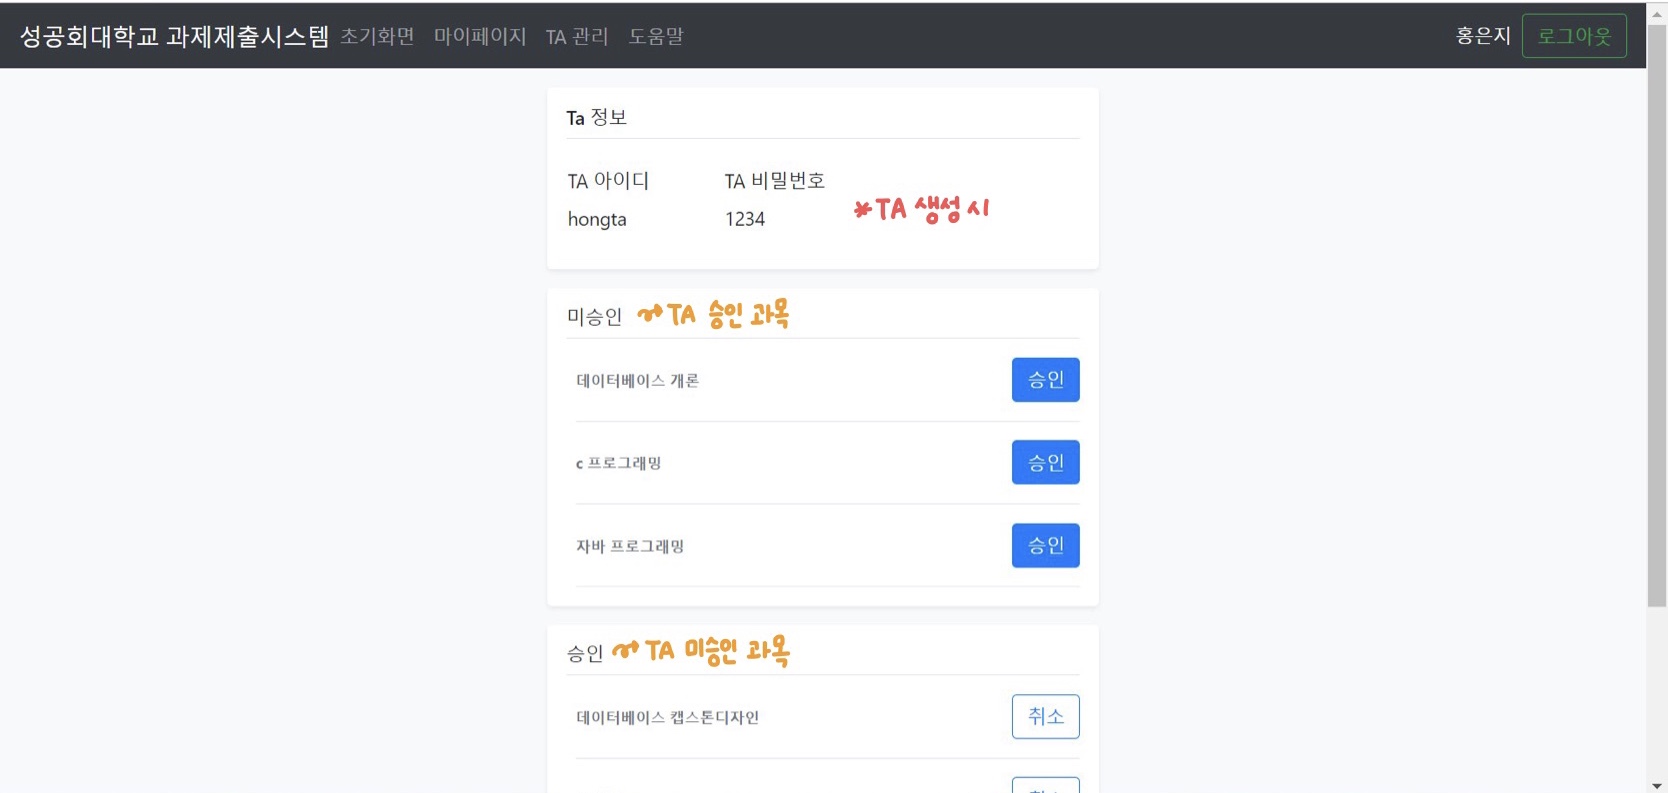 성공회대학교 과제제출시스템 초기화면 마이페이지 TA 관리 도움말 홍은지 로그아웃
Ta 정보
TA 아이디 TA 비밀번호
hongta 1234
*TA 생성 시
미승인 ~> TA 승인 과목
데이터베이스 개론 승인
c 프로그래밍 승인
자바 프로그래밍 승인
승인 ~> TA 미승인 과목
데이터베이스 캡스톤디자인 취소